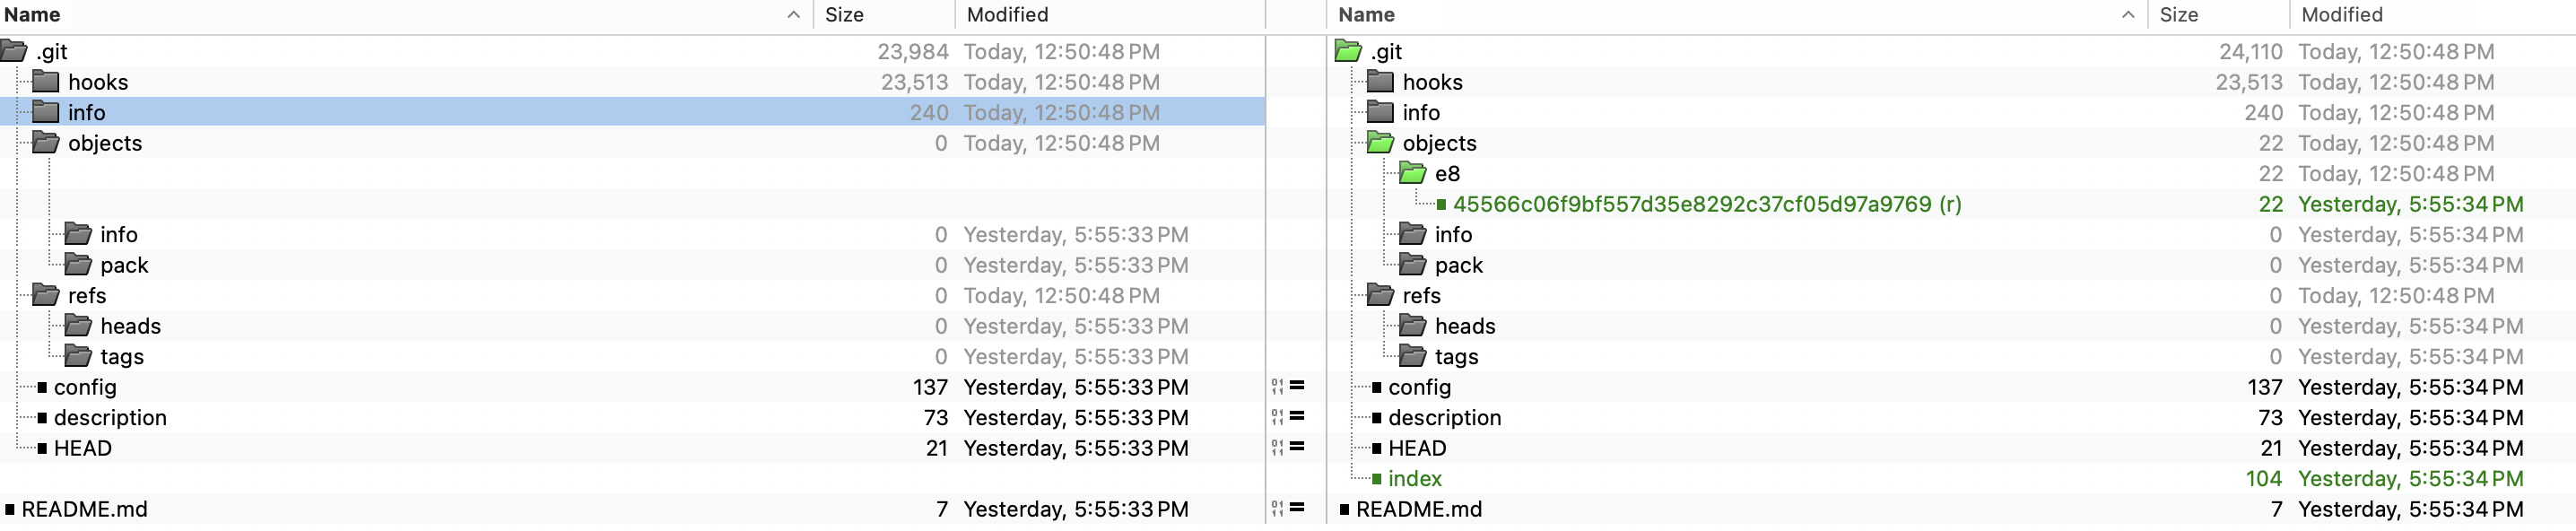 Name Size Modified Name Size Modified
.git 23,984 Today, 12:50:48 PM .git 24,110 Today, 12:50:48 PM
hooks 23,513 Today, 12:50:48 PM hooks 23,513 Today, 12:50:48 PM
info 240 Today, 12:50:48 PM info 240 Today, 12:50:48 PM
objects 0 Today, 12:50:48 PM objects 22 Today, 12:50:48 PM
e8 22 Today, 12:50:48 PM
45566c06f9bf557d35e8292c37cf05d97a9769 (r) 22 Yesterday, 5:55:34 PM
info 0 Yesterday, 5:55:33 PM info 0 Yesterday, 5:55:34 PM
pack 0 Yesterday, 5:55:33 PM pack 0 Yesterday, 5:55:34 PM
refs 0 Today, 12:50:48 PM refs 0 Today, 12:50:48 PM
heads 0 Yesterday, 5:55:33 PM heads 0 Yesterday, 5:55:34 PM
tags 0 Yesterday, 5:55:33 PM tags 0 Yesterday, 5:55:34 PM
config 137 Yesterday, 5:55:33 PM = config 137 Yesterday, 5:55:34 PM
description 73 Yesterday, 5:55:33 PM = description 73 Yesterday, 5:55:34 PM
HEAD 21 Yesterday, 5:55:33 PM = HEAD 21 Yesterday, 5:55:34 PM
index 104 Yesterday, 5:55:34 PM
README.md 7 Yesterday, 5:55:33 PM = README.md 7 Yesterday, 5:55:34 PM